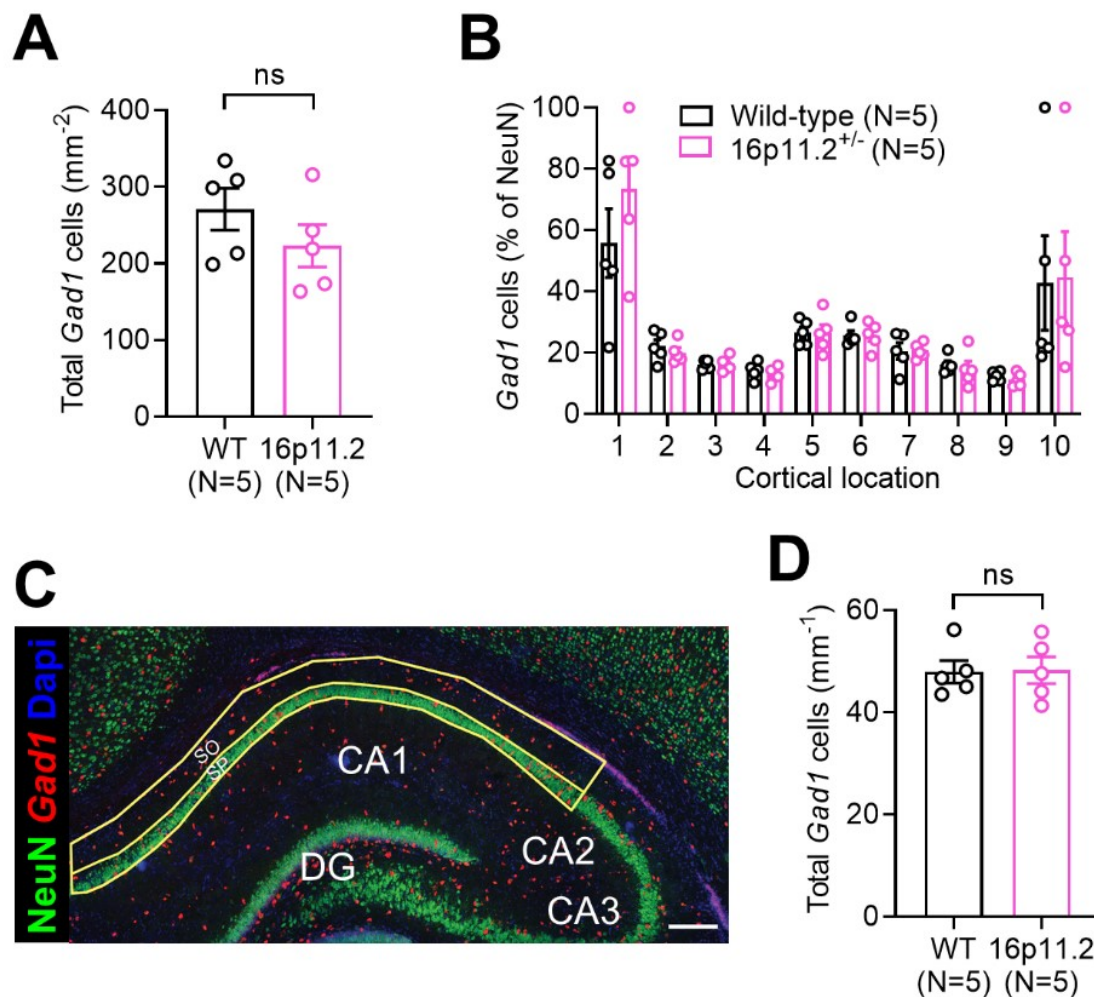 A
ns
Total Gad1 cells (mm-2)
400
300
200
100
0
WT
(N=5)
16p11.2
(N=5)
B
Gad1 cells (% of NeuN)
100
80
60
40
20
0
Wild-type (N=5)
16p11.2+/- (N=5)
1 2 3 4 5 6 7 8 9 10
Cortical location
C
NeuN Gad1 Dapi
SO
SP
CA1
CA2
DG
CA3
D
ns
Total Gad1 cells (mm-1)
60
40
20
0
WT
(N=5)
16p11.2
(N=5)